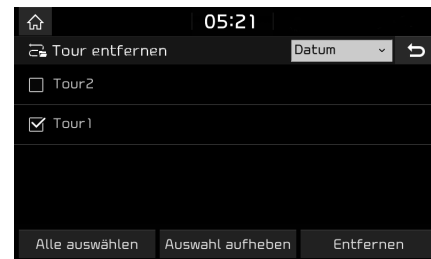 05:21
Tour entfernen Datum
Tour2
Tour1
Alle auswählen Auswahl aufheben Entfernen